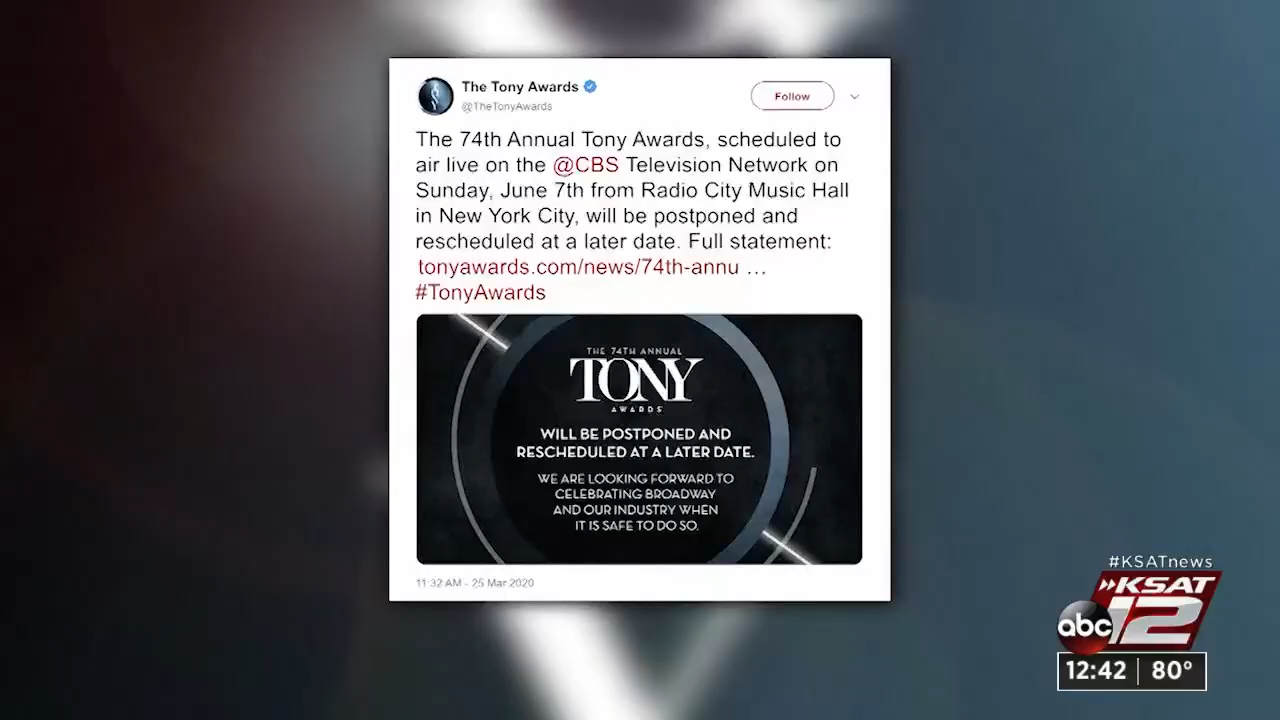 The Tony Awards
@TheTonyAwards
Follow
The 74th Annual Tony Awards, scheduled to
air live on the @CBS Television Network on
Sunday, June 7th from Radio City Music Hall
in New York City, will be postponed and
rescheduled at a later date. Full statement:
tonyawards.com/news/74th-annu …
#TonyAwards
THE 74TH ANNUAL
TONY
AWARDS
WILL BE POSTPONED AND
RESCHEDULED AT A LATER DATE.
WE ARE LOOKING FORWARD TO
CELEBRATING BROADWAY
AND OUR INDUSTRY WHEN
IT IS SAFE TO DO SO.
11:32 AM - 25 Mar 2020
#KSATnews
KSAT
abc 12
12:42 80°